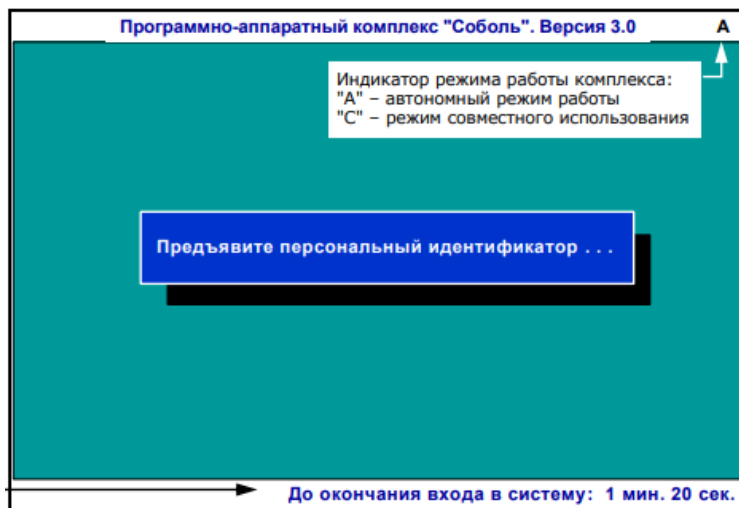 Программно-аппаратный комплекс "Соболь". Версия 3.0 А
Индикатор режима работы комплекса:
"А" – автономный режим работы
"С" – режим совместного использования
Предъявите персональный идентификатор . . .
До окончания входа в систему: 1 мин. 20 сек.